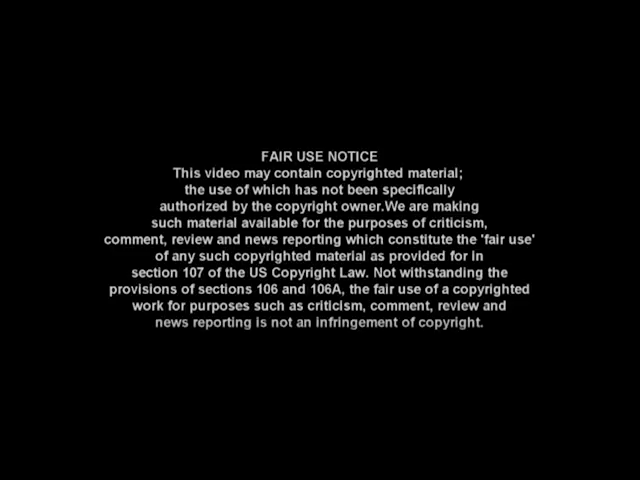 FAIR USE NOTICE
This video may contain copyrighted material;
the use of which has not been specifically
authorized by the copyright owner.We are making
such material available for the purposes of criticism,
comment, review and news reporting which constitute the 'fair use'
of any such copyrighted material as provided for in
section 107 of the US Copyright Law. Not withstanding the
provisions of sections 106 and 106A, the fair use of a copyrighted
work for purposes such as criticism, comment, review and
news reporting is not an infringement of copyright.